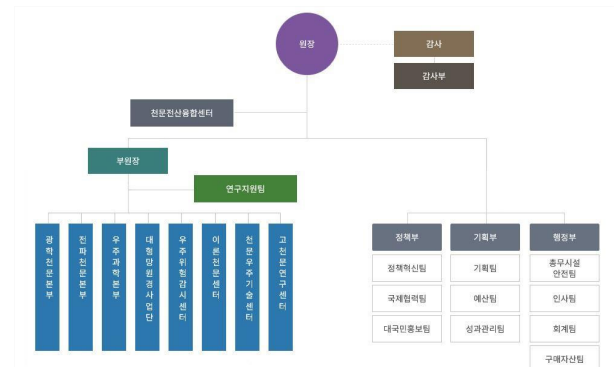 원장
감사
감사부
천문전산융합센터
부원장
연구지원팀
광학천문본부
전파천문본부
우주과학본부
대형망원경사업단
우주위험감시센터
이론천문센터
천문우주기술센터
고천문연구센터
정책부
기획부
행정부
정책혁신팀
기획팀
총무시설
안전팀
국제협력팀
예산팀
인사팀
대국민홍보팀
성과관리팀
회계팀
구매자산팀